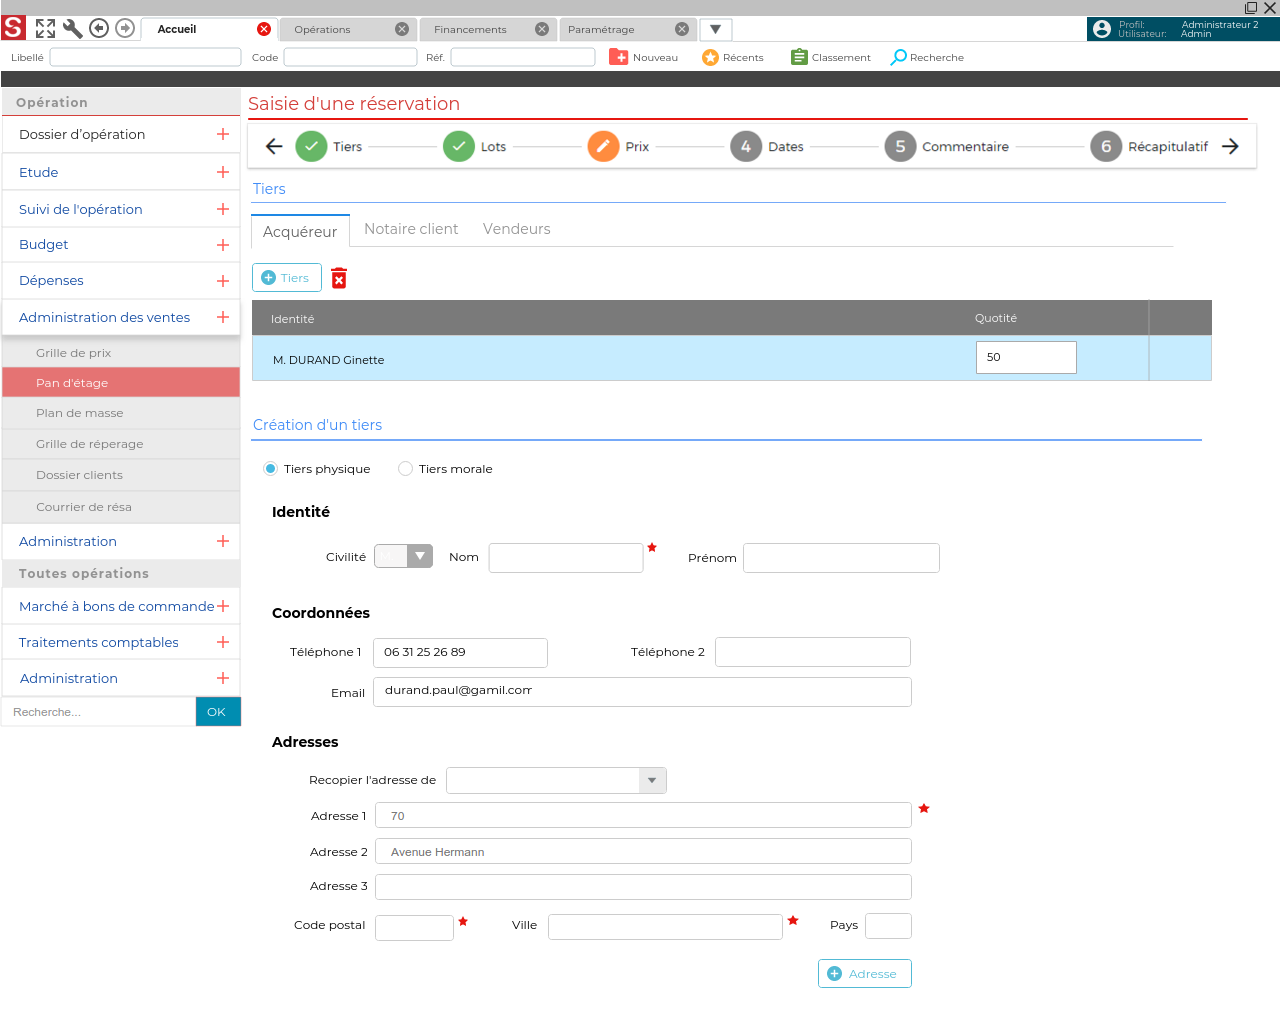 S Accueil Opérations Financements Paramétrage Profil: Administrateur 2
Utilisateur: Admin
Libellé Code Réf. Nouveau Récents Classement Recherche
Opération
Dossier d’opération
Etude
Suivi de l'opération
Budget
Dépenses
Administration des ventes
Grille de prix
Pan d'étage
Plan de masse
Grille de réperage
Dossier clients
Courrier de résa
Administration
Toutes opérations
Marché à bons de commande
Traitements comptables
Administration
Recherche... OK
Saisie d'une réservation
Tiers Lots Prix 4 Dates 5 Commentaire 6 Récapitulatif
Tiers
Acquéreur Notaire client Vendeurs
Tiers
Identité Quotité
M. DURAND Ginette 50
Création d'un tiers
Tiers physique Tiers morale
Identité
Civilité Nom Prénom
Coordonnées
Téléphone 1 06 31 25 26 89 Téléphone 2
Email durand.paul@gamil.com
Adresses
Recopier l'adresse de
Adresse 1 70
Adresse 2 Avenue Hermann
Adresse 3
Code postal Ville Pays
Adresse